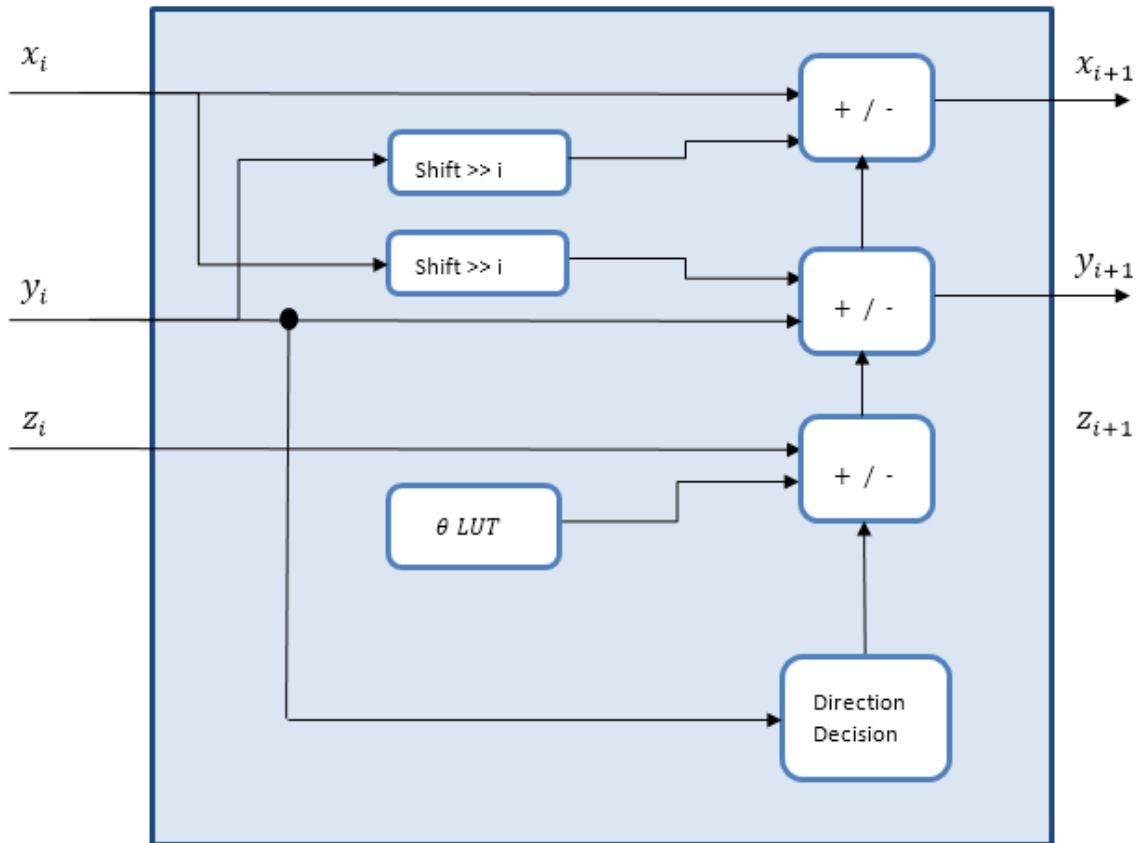 x_i
x_{i+1}
+ / -
Shift >> i
Shift >> i
y_i
y_{i+1}
+ / -
z_i
z_{i+1}
+ / -
θ LUT
Direction
Decision